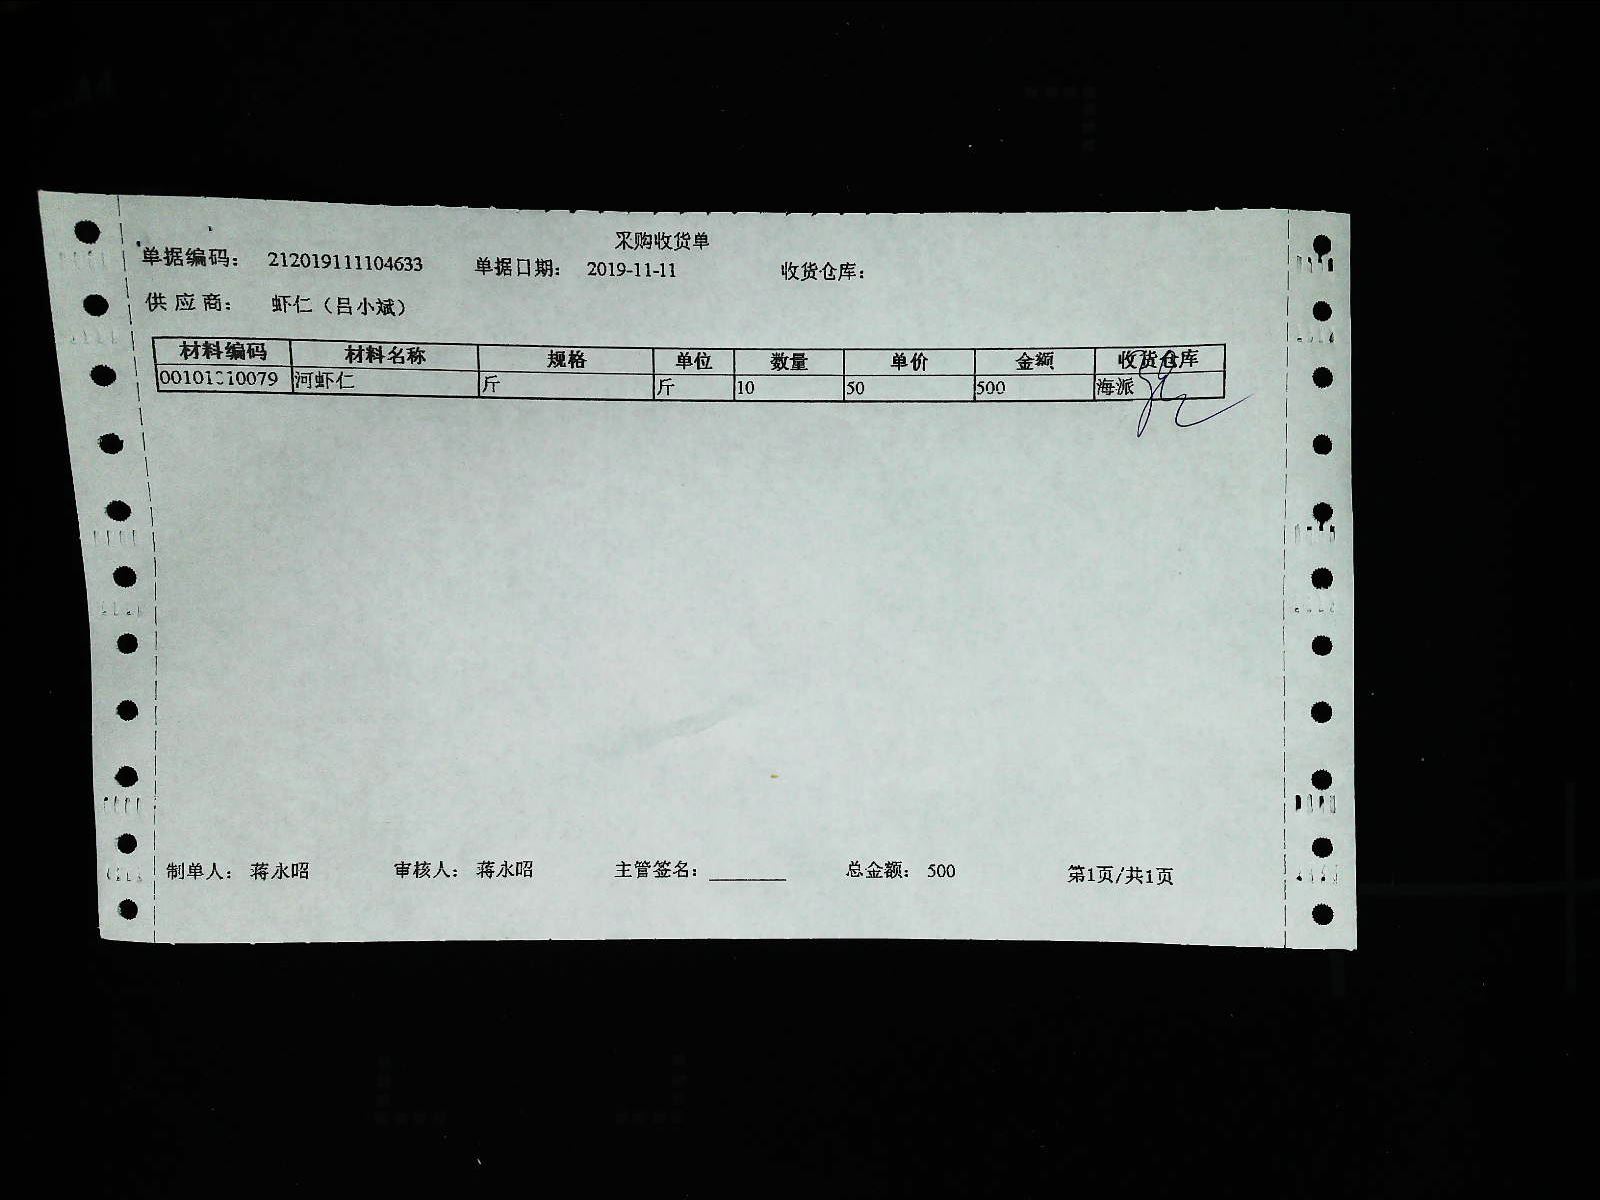 采购收货单
单据编码： 212019111104633 单据日期： 2019-11-11 收货仓库：
供应商： 虾仁（吕小斌）
材料编码 材料名称 规格 单位 数量 单价 金额 收货仓库
河虾仁 斤 斤 10 50 500 海派
制单人： 蒋永昭 审核人： 蒋永昭 主管签名： 总金额： 500 第1页/共1页